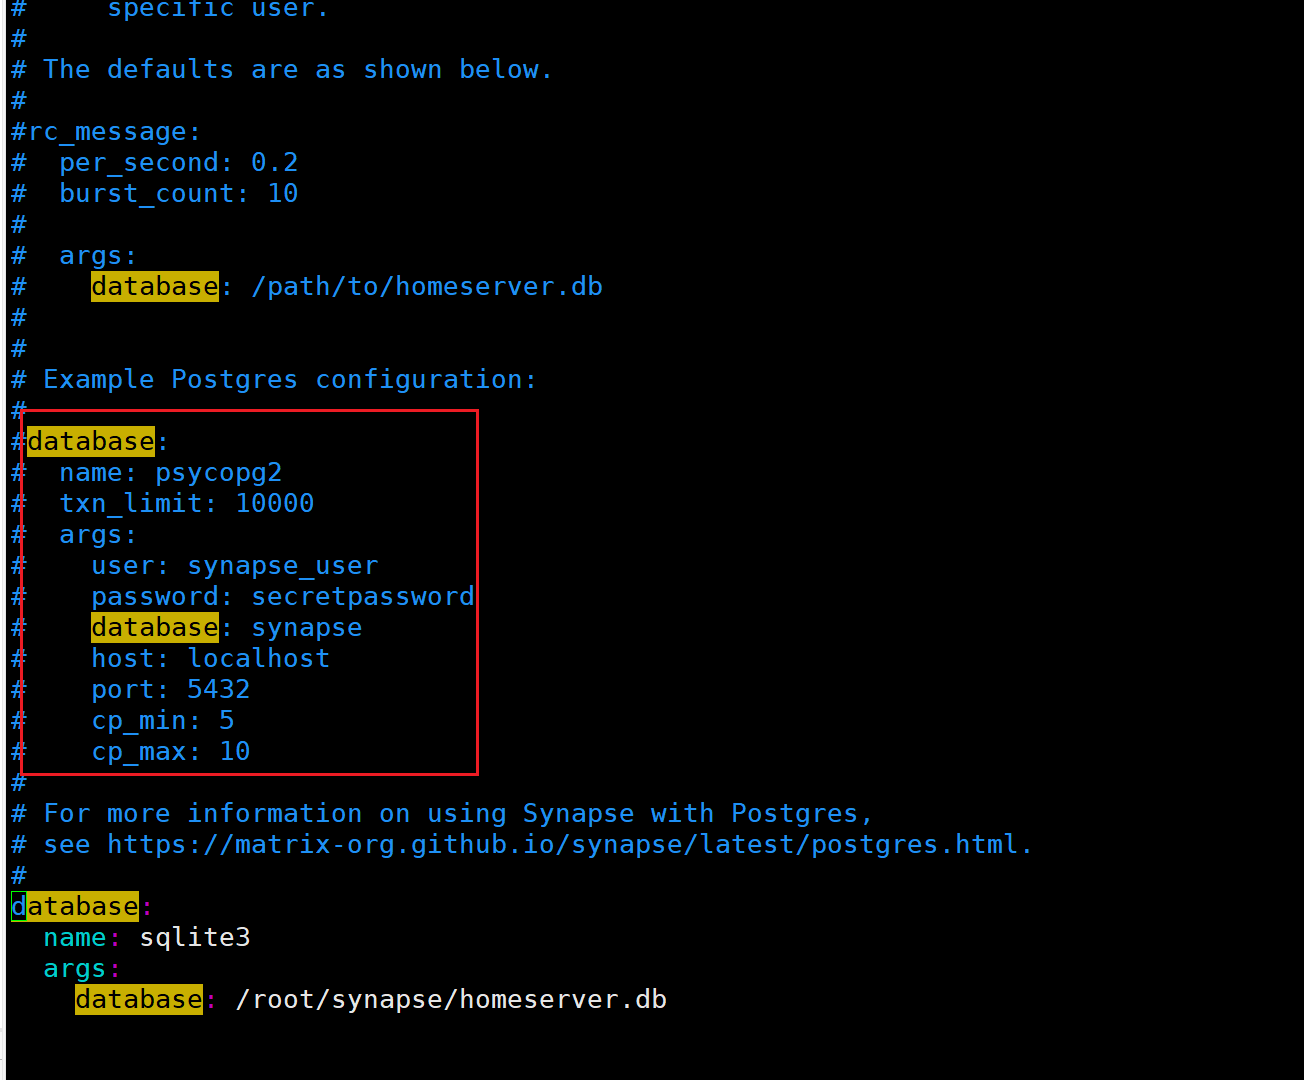 #     specific user.
#
# The defaults are as shown below.
#
#rc_message:
#  per_second: 0.2
#  burst_count: 10
#
#  args:
#    database: /path/to/homeserver.db
#
#
# Example Postgres configuration:
#
#database:
#  name: psycopg2
#  txn_limit: 10000
#  args:
#    user: synapse_user
#    password: secretpassword
#    database: synapse
#    host: localhost
#    port: 5432
#    cp_min: 5
#    cp_max: 10
#
# For more information on using Synapse with Postgres,
# see https://matrix-org.github.io/synapse/latest/postgres.html.
#
database:
  name: sqlite3
  args:
    database: /root/synapse/homeserver.db